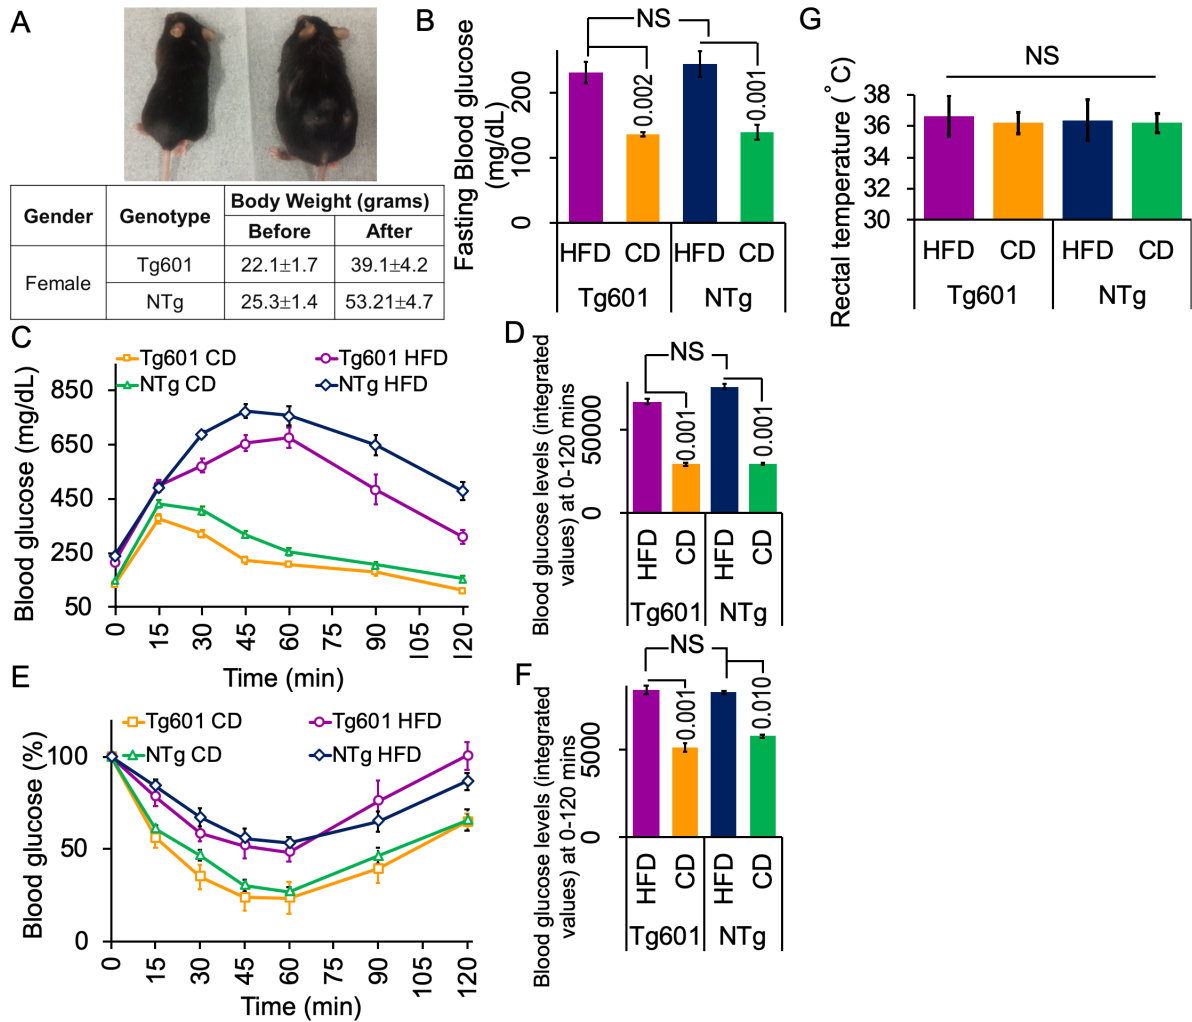 A
Gender Genotype Body Weight (grams)
Before After
Female Tg601 22.1±1.7 39.1±4.2
NTg 25.3±1.4 53.21±4.7
B
Fasting Blood glucose
(mg/dL)
200
100
0
NS
0.002
0.001
HFD CD HFD CD
Tg601 NTg
G
Rectal temperature (˚C)
NS
38
36
34
32
30
HFD CD HFD CD
Tg601 NTg
C
Tg601 CD Tg601 HFD
NTg CD NTg HFD
Blood glucose (mg/dL)
850
650
450
250
50
0 15 30 45 60 75 90 105 120
Time (min)
D
Blood glucose levels (integrated
values) at 0-120 mins
50000
0
NS
0.001
0.001
HFD CD HFD CD
Tg601 NTg
E
Tg601 CD Tg601 HFD
NTg CD NTg HFD
Blood glucose (%)
100
50
0
0 15 30 45 60 75 90 105 120
Time (min)
F
Blood glucose levels (integrated
values) at 0-120 mins
5000
0
NS
0.001
0.010
HFD CD HFD CD
Tg601 NTg